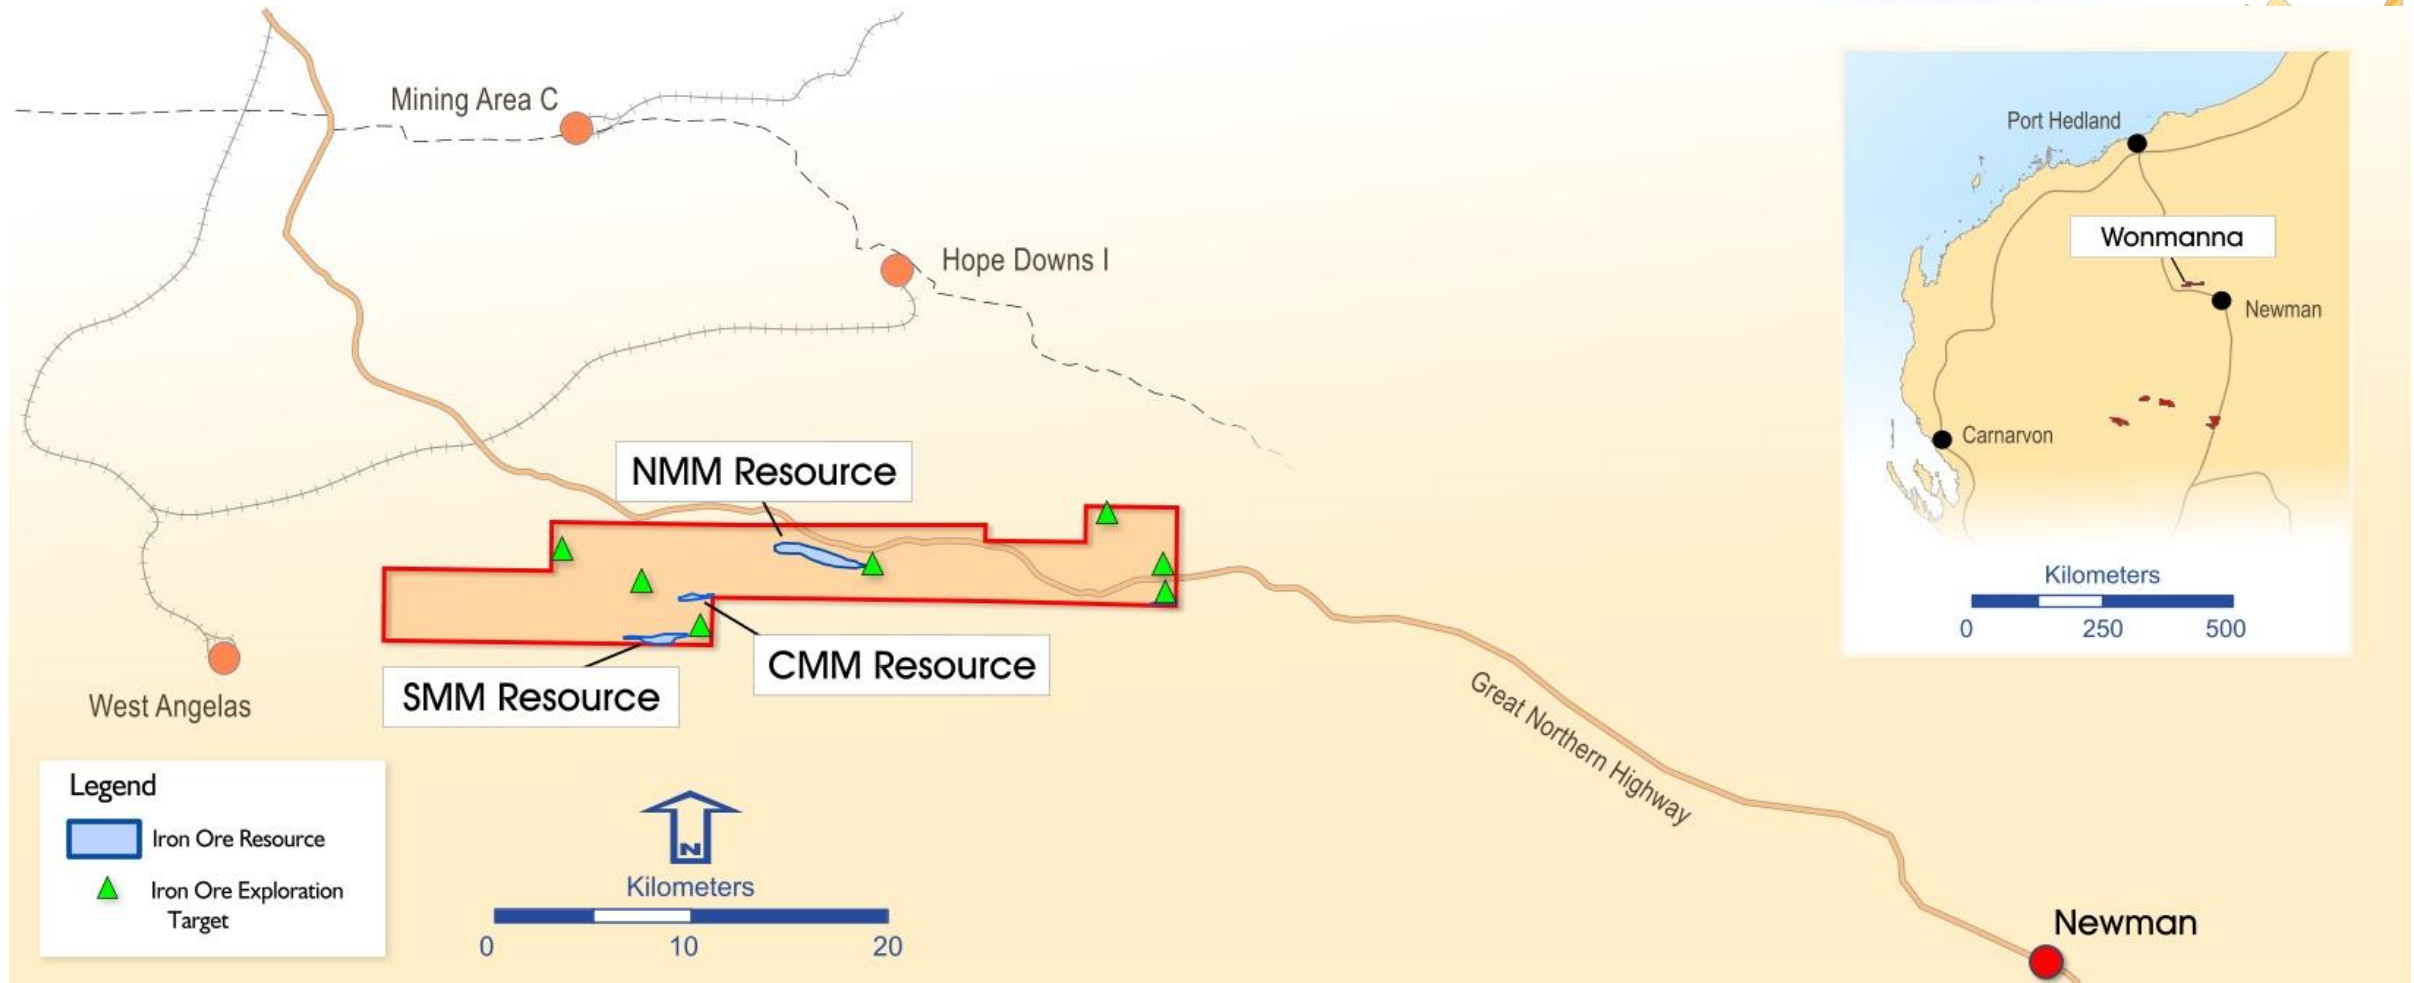 Mining Area C
Hope Downs I
NMM Resource
CMM Resource
SMM Resource
West Angelas
Great Northern Highway
Newman
Legend
Iron Ore Resource
Iron Ore Exploration
Target
N
Kilometers
0 10 20
Port Hedland
Wonmanna
Newman
Carnarvon
Kilometers
0 250 500